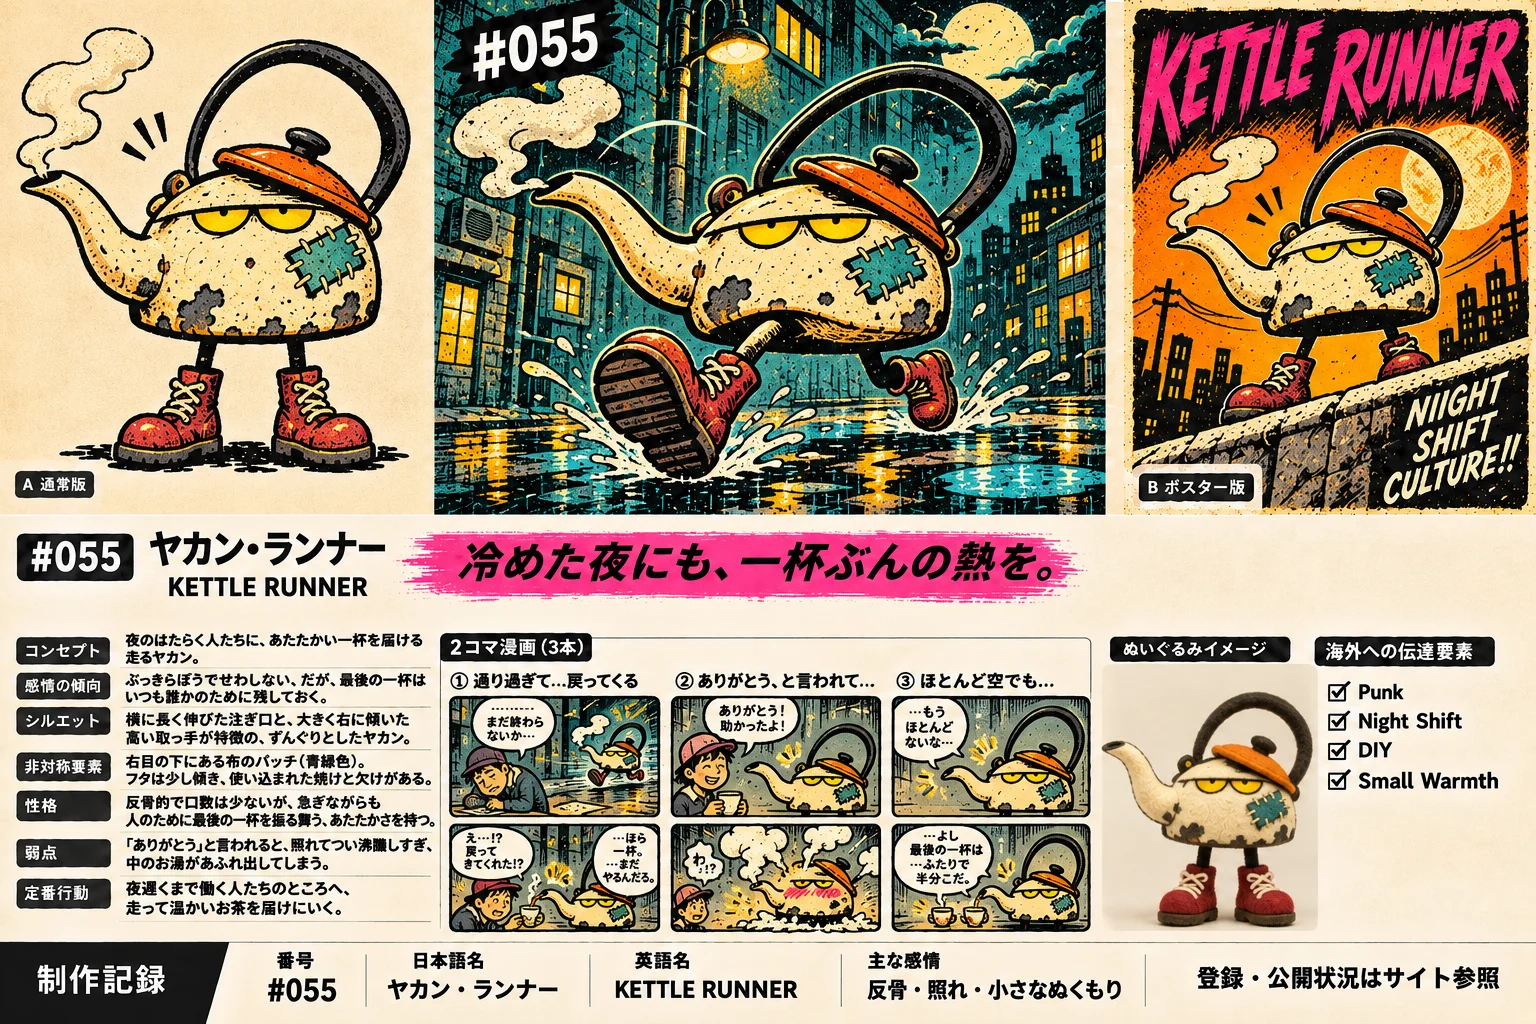 #055
KETTLE RUNNER
NIIGHT
SHIFT
CULTURE!!
A 通常版
B ポスター版
#055
ヤカン・ランナー
KETTLE RUNNER
冷めた夜にも、一杯ぶんの熱を。
コンセプト
夜のはたらく人たちに、あたたかい一杯を届ける
走るヤカン。
感情の傾向
ぶっきらぼうでせわしない、だが、最後の一杯は
いつも誰かのために残しておく。
シルエット
横に長く伸びた注ぎ口と、大きく右に傾いた
高い取っ手が特徴の、ずんぐりとしたヤカン。
非対称要素
右目の下にある布のパッチ（青緑色）。
フタは少し傾き、使い込まれた焼けと欠けがある。
性格
反骨的で口数は少ないが、急ぎながらも
人のために最後の一杯を振る舞う、あたたかさを持つ。
弱点
「ありがとう」と言われると、照れてつい沸騰しすぎ、
中のお湯があふれ出してしまう。
定番行動
夜遅くまで働く人たちのところへ、
走って温かいお茶を届けにいく。
2コマ漫画（3本）
① 通り過ぎて…戻ってくる
………
まだ終わら
ないか…
え…!?
戻って
きてくれた!?
…ほら
一杯。
…まだ
やるんだろ。
② ありがとう、と言われて…
ありがとう！
助かったよ！
わ、!?
③ ほとんど空でも…
…もう
ほとんど
ないな…
…よし
最後の一杯は
…ふたりで
半分こだ。
ぬいぐるみイメージ
海外への伝達要素
Punk
Night Shift
DIY
Small Warmth
制作記録
番号
#055
日本語名
ヤカン・ランナー
英語名
KETTLE RUNNER
主な感情
反骨・照れ・小さなぬくもり
登録・公開状況はサイト参照